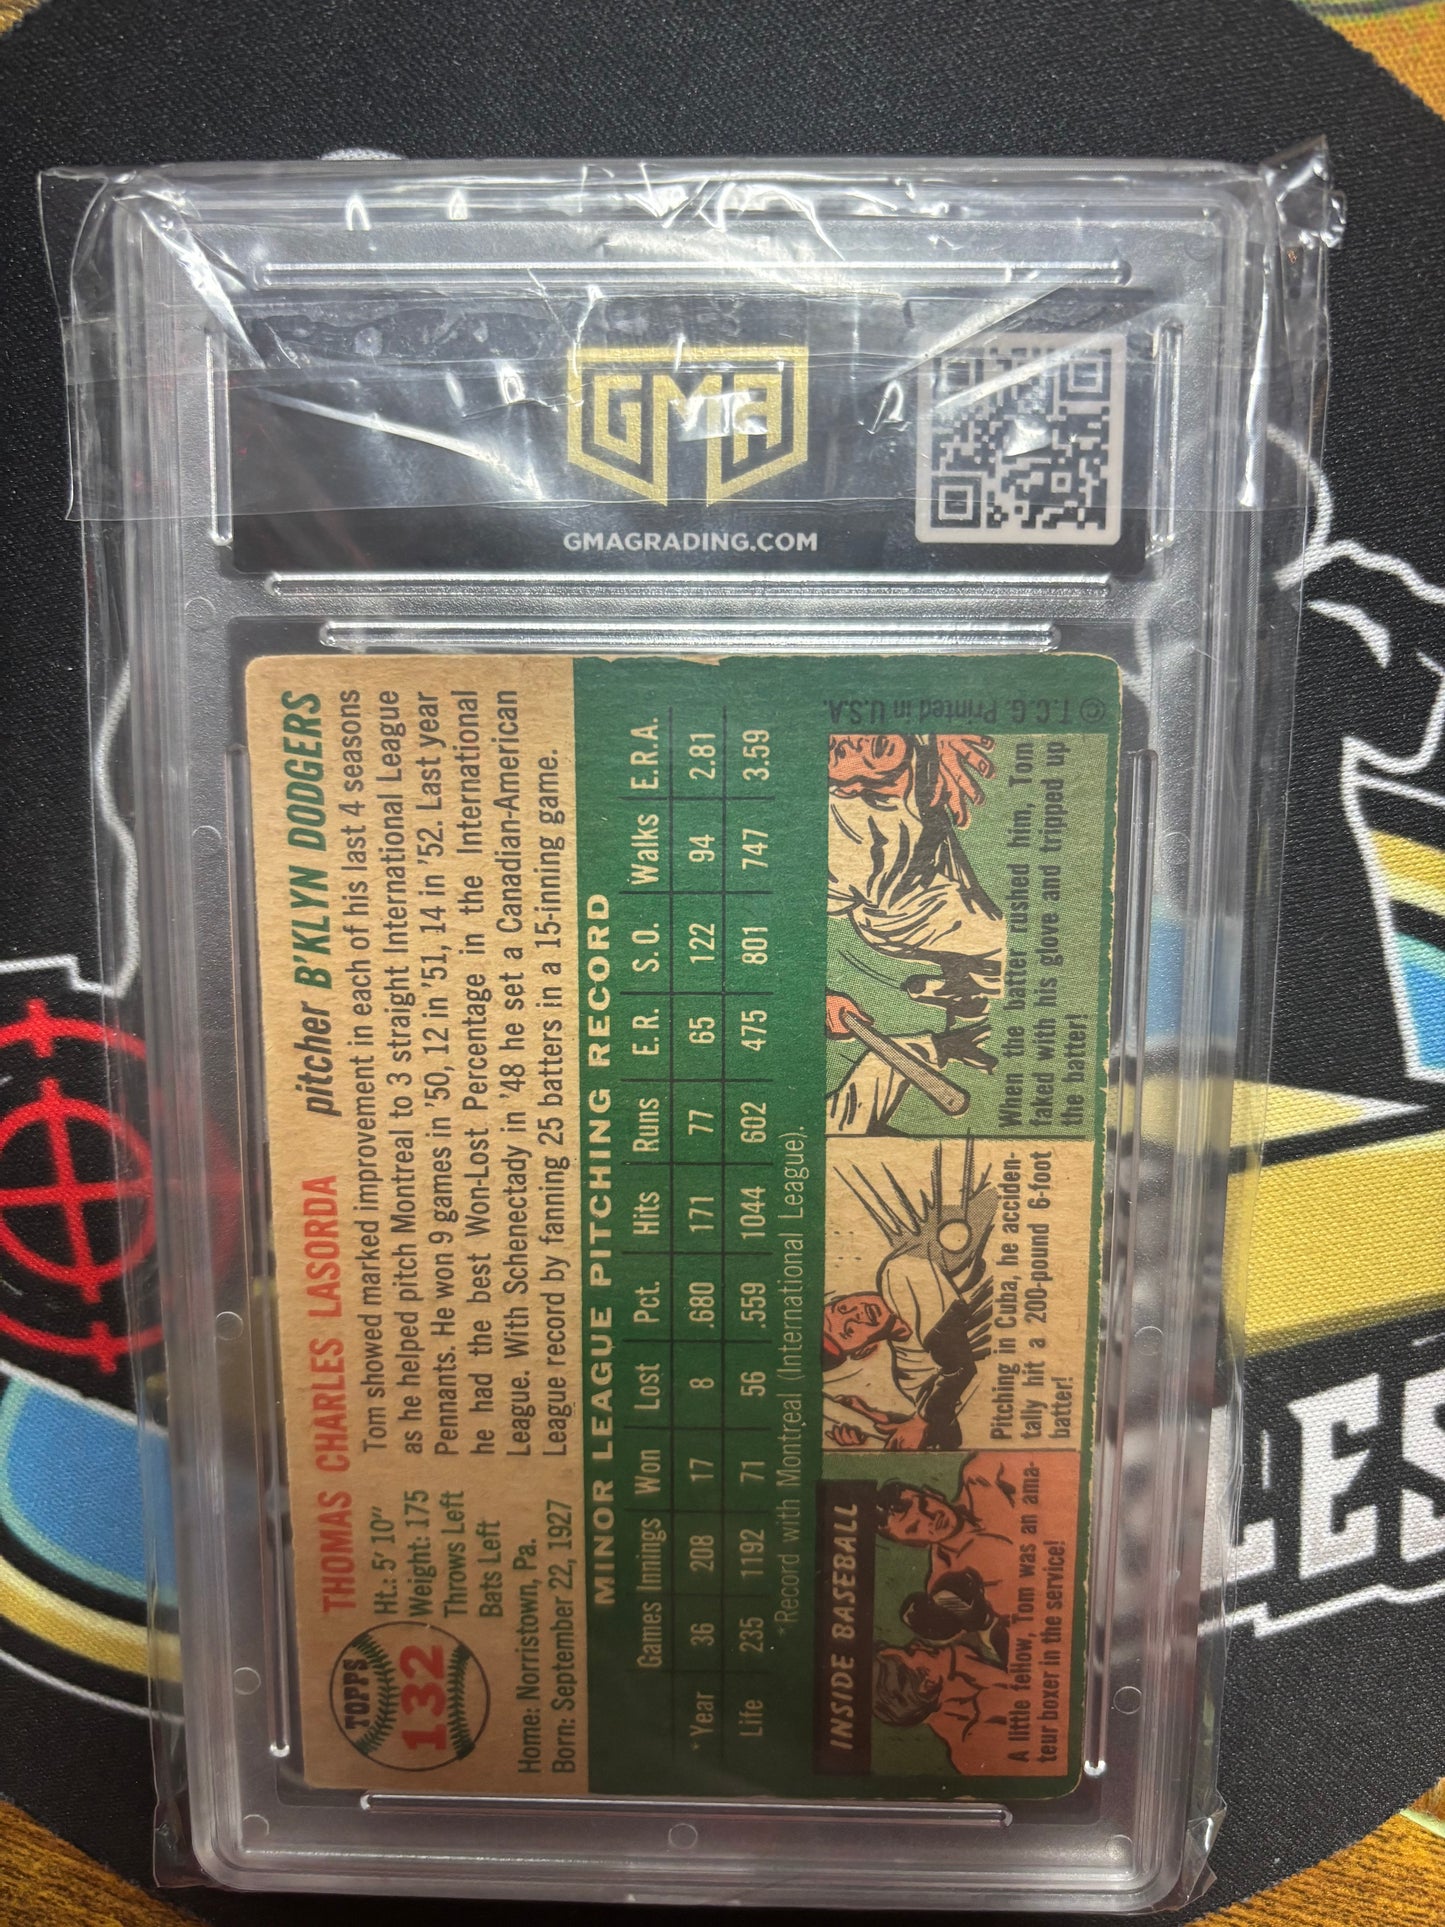 GMA
GMAGRADING.COM
TOPPS
132
THOMAS CHARLES LASORDA pitcher B'KLYN DODGERS
Ht.: 5' 10"
Weight: 175
Throws Left
Bats Left
Home: Norristown, Pa.
Born: September 22, 1927
Tom showed marked improvement in each of his last 4 seasons
as he helped pitch Montreal to 3 straight International League
Pennants. He won 9 games in '50, 12 in '51, 14 in '52. Last year
he had the best Won-Lost Percentage in the International
League. With Schenectady in '48 he set a Canadian-American
League record by fanning 25 batters in a 15-inning game.
MINOR LEAGUE PITCHING RECORD
Games Innings Won Lost Pct. Hits Runs E.R. S.O. Walks E.R.A.
*Year 36 208 17 8 .680 171 77 65 122 94 2.81
Life 235 1192 71 56 .559 1044 602 475 801 747 3.59
*Record with Montreal (International League).
INSIDE BASEBALL
A little fellow, Tom was an ama-
teur boxer in the service!
Pitching in Cuba, he acciden-
tally hit a 200-pound 6-foot
batter!
When the batter rushed him, Tom
faked with his glove and tripped up
the batter!
© T.C.G. Printed in U.S.A.
LES